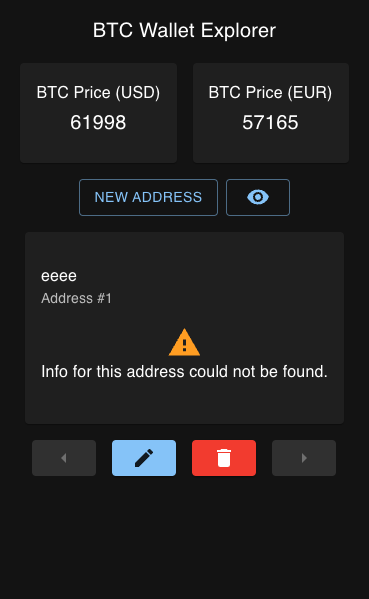 BTC Wallet Explorer
BTC Price (USD)
61998
BTC Price (EUR)
57165
NEW ADDRESS
eeee
Address #1
Info for this address could not be found.